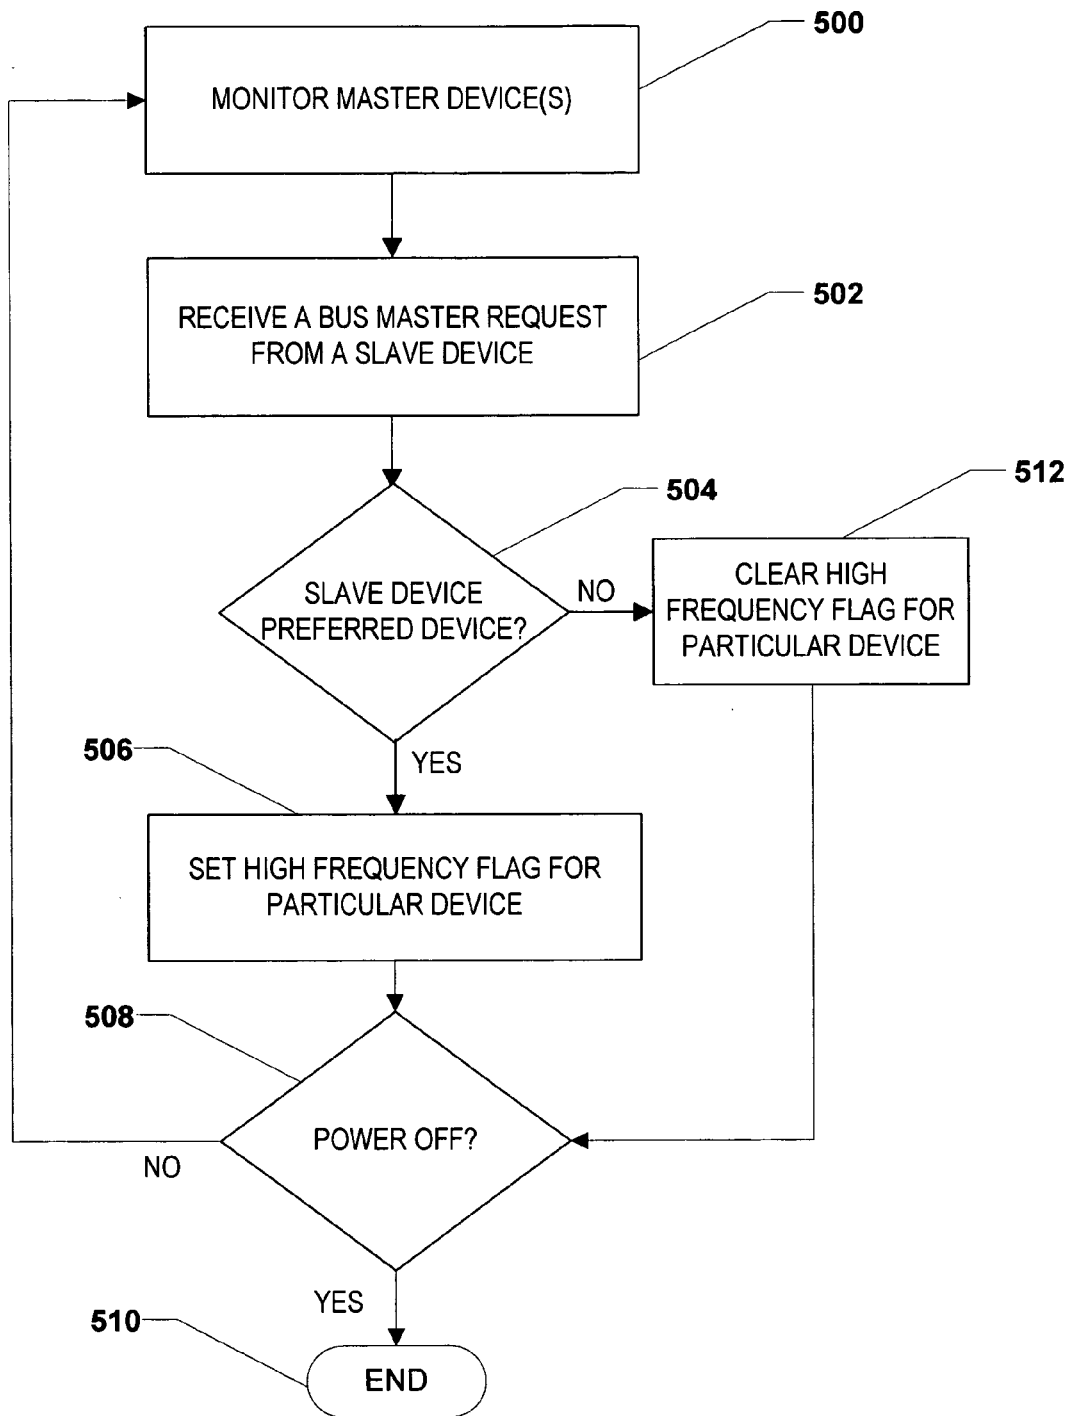 500
MONITOR MASTER DEVICE(S)
502
RECEIVE A BUS MASTER REQUEST
FROM A SLAVE DEVICE
504
512
SLAVE DEVICE
PREFERRED DEVICE?
NO
CLEAR HIGH
FREQUENCY FLAG FOR
PARTICULAR DEVICE
506
YES
SET HIGH FREQUENCY FLAG FOR
PARTICULAR DEVICE
508
POWER OFF?
NO
YES
510
END